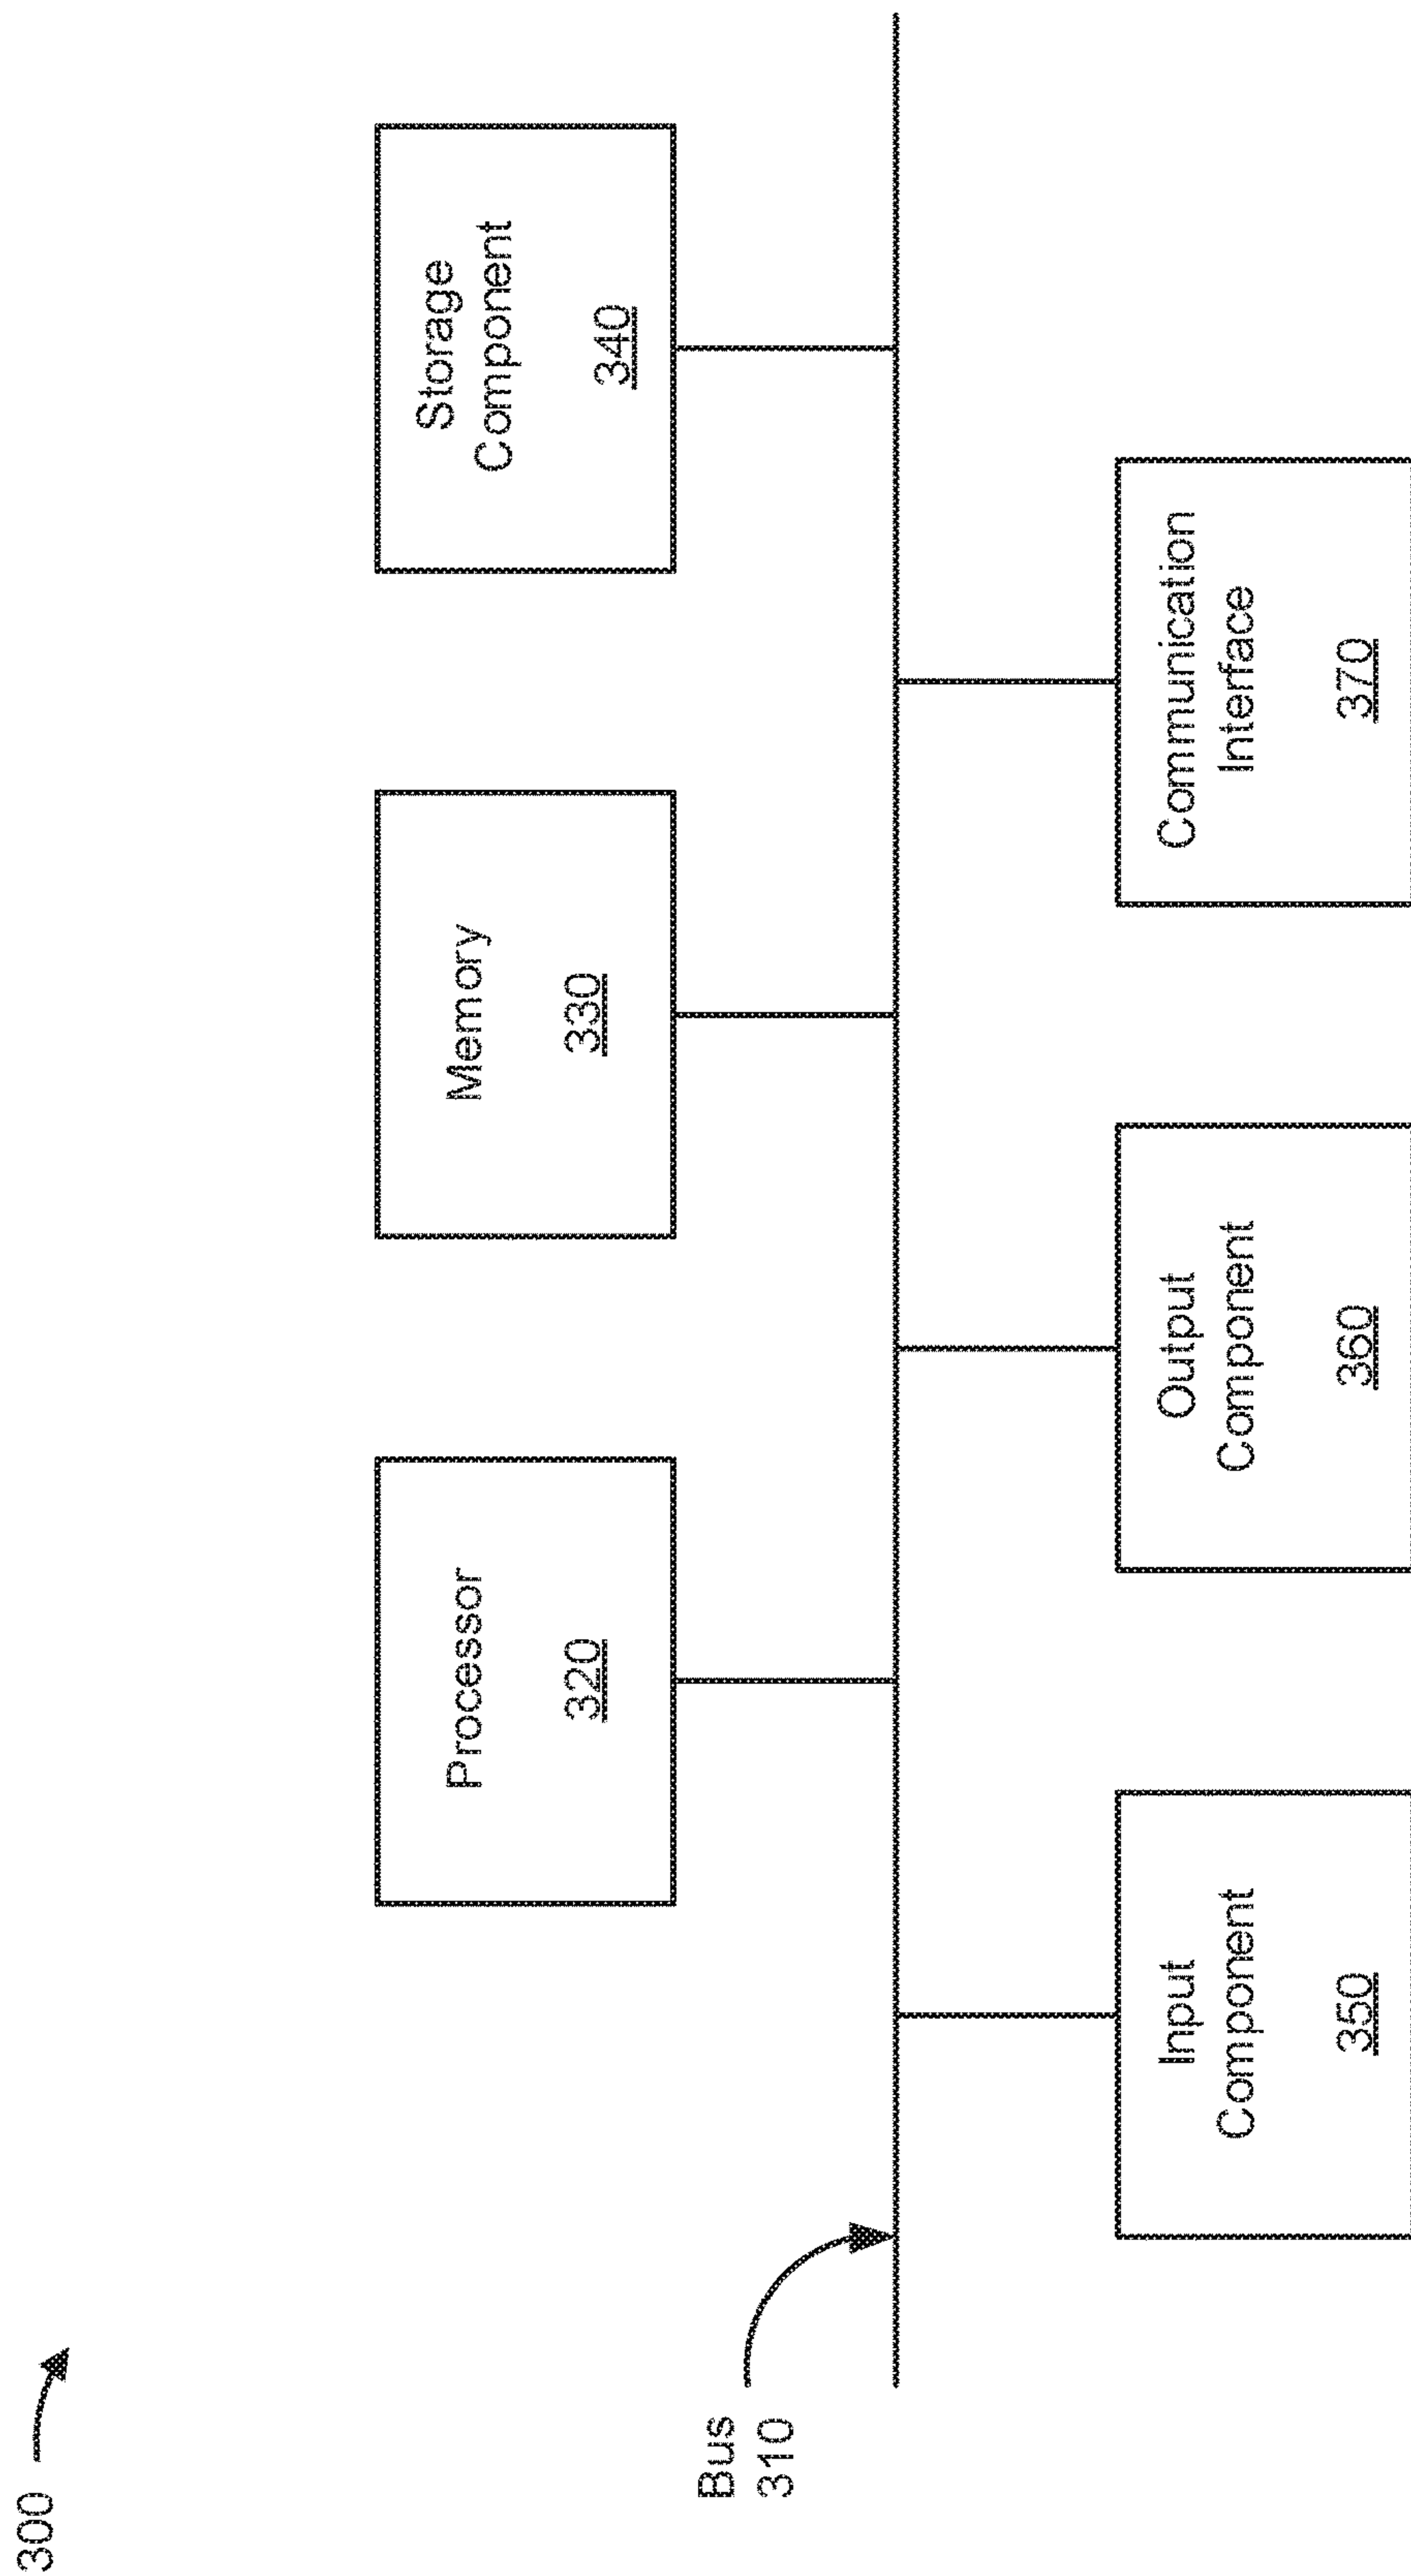 300
Processor
320
Memory
330
Storage
Component
340
Bus
310
Input
Component
350
Output
Component
360
Communication
Interface
370